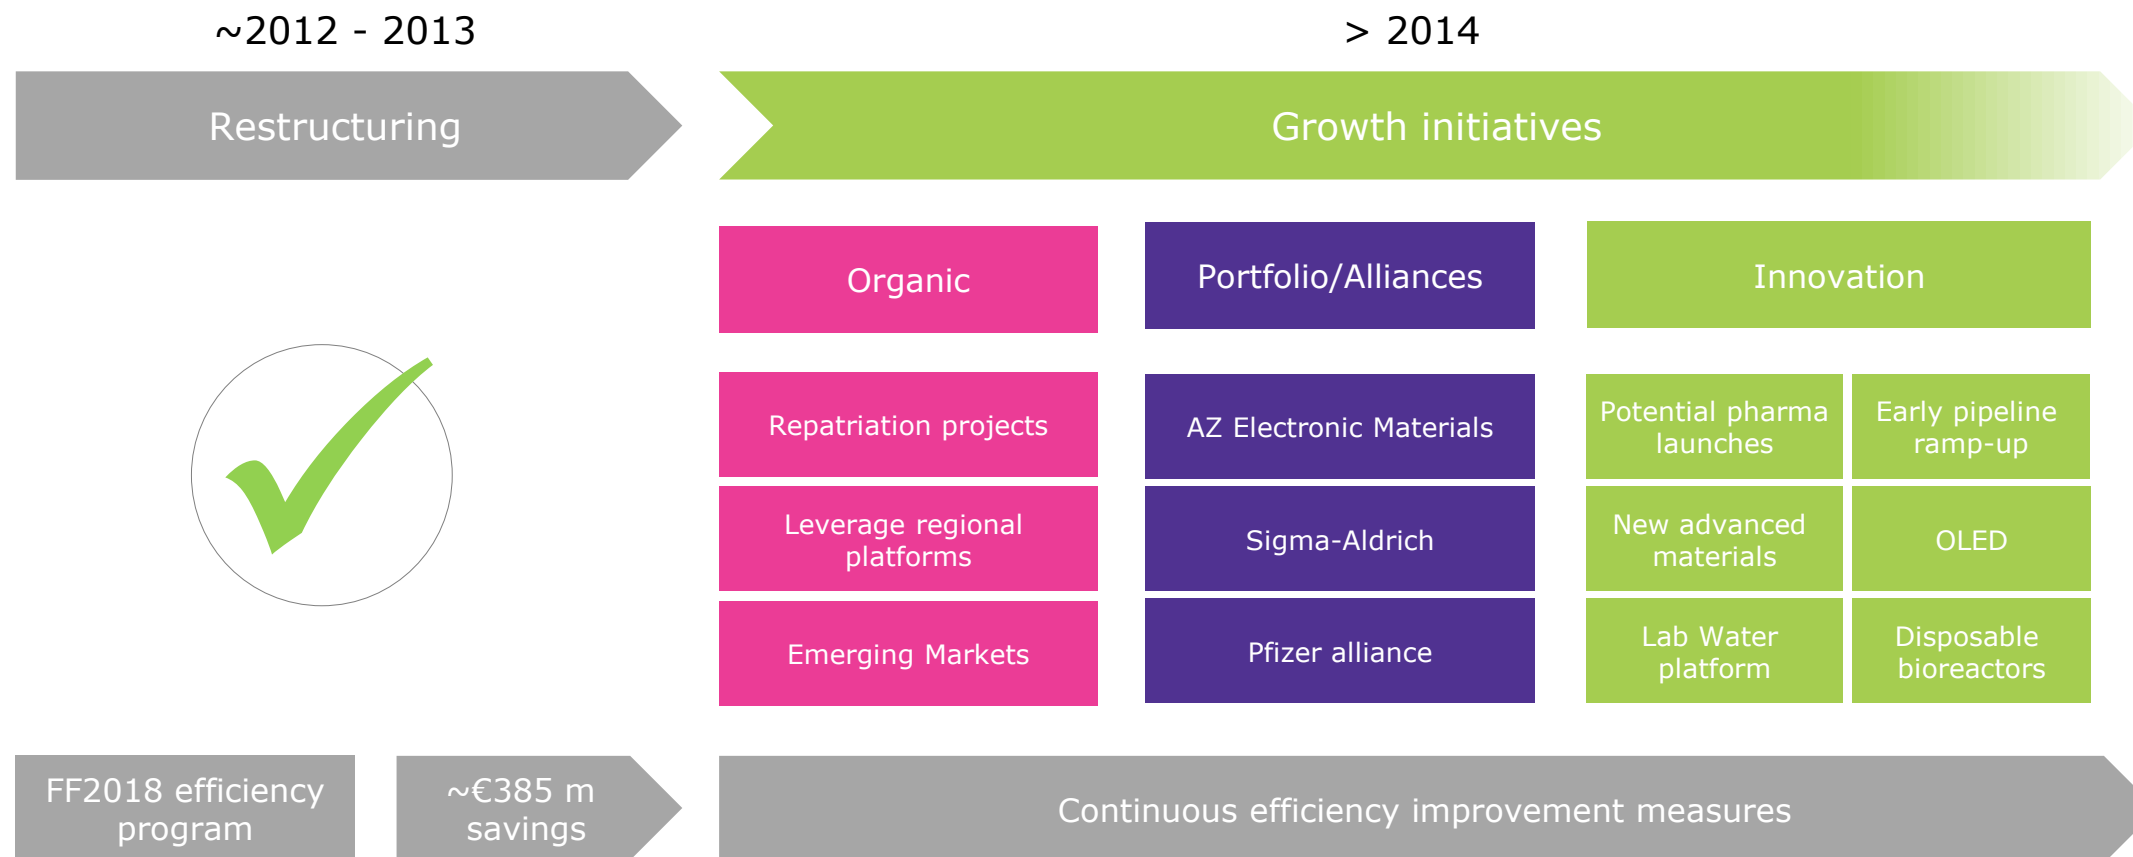 ~2012 - 2013
> 2014
Restructuring
Growth initiatives
Organic
Portfolio/Alliances
Innovation
Repatriation projects
Leverage regional
platforms
Emerging Markets
AZ Electronic Materials
Sigma-Aldrich
Pfizer alliance
Potential pharma
launches
Early pipeline
ramp-up
New advanced
materials
OLED
Lab Water
platform
Disposable
bioreactors
FF2018 efficiency
program
~€385 m
savings
Continuous efficiency improvement measures